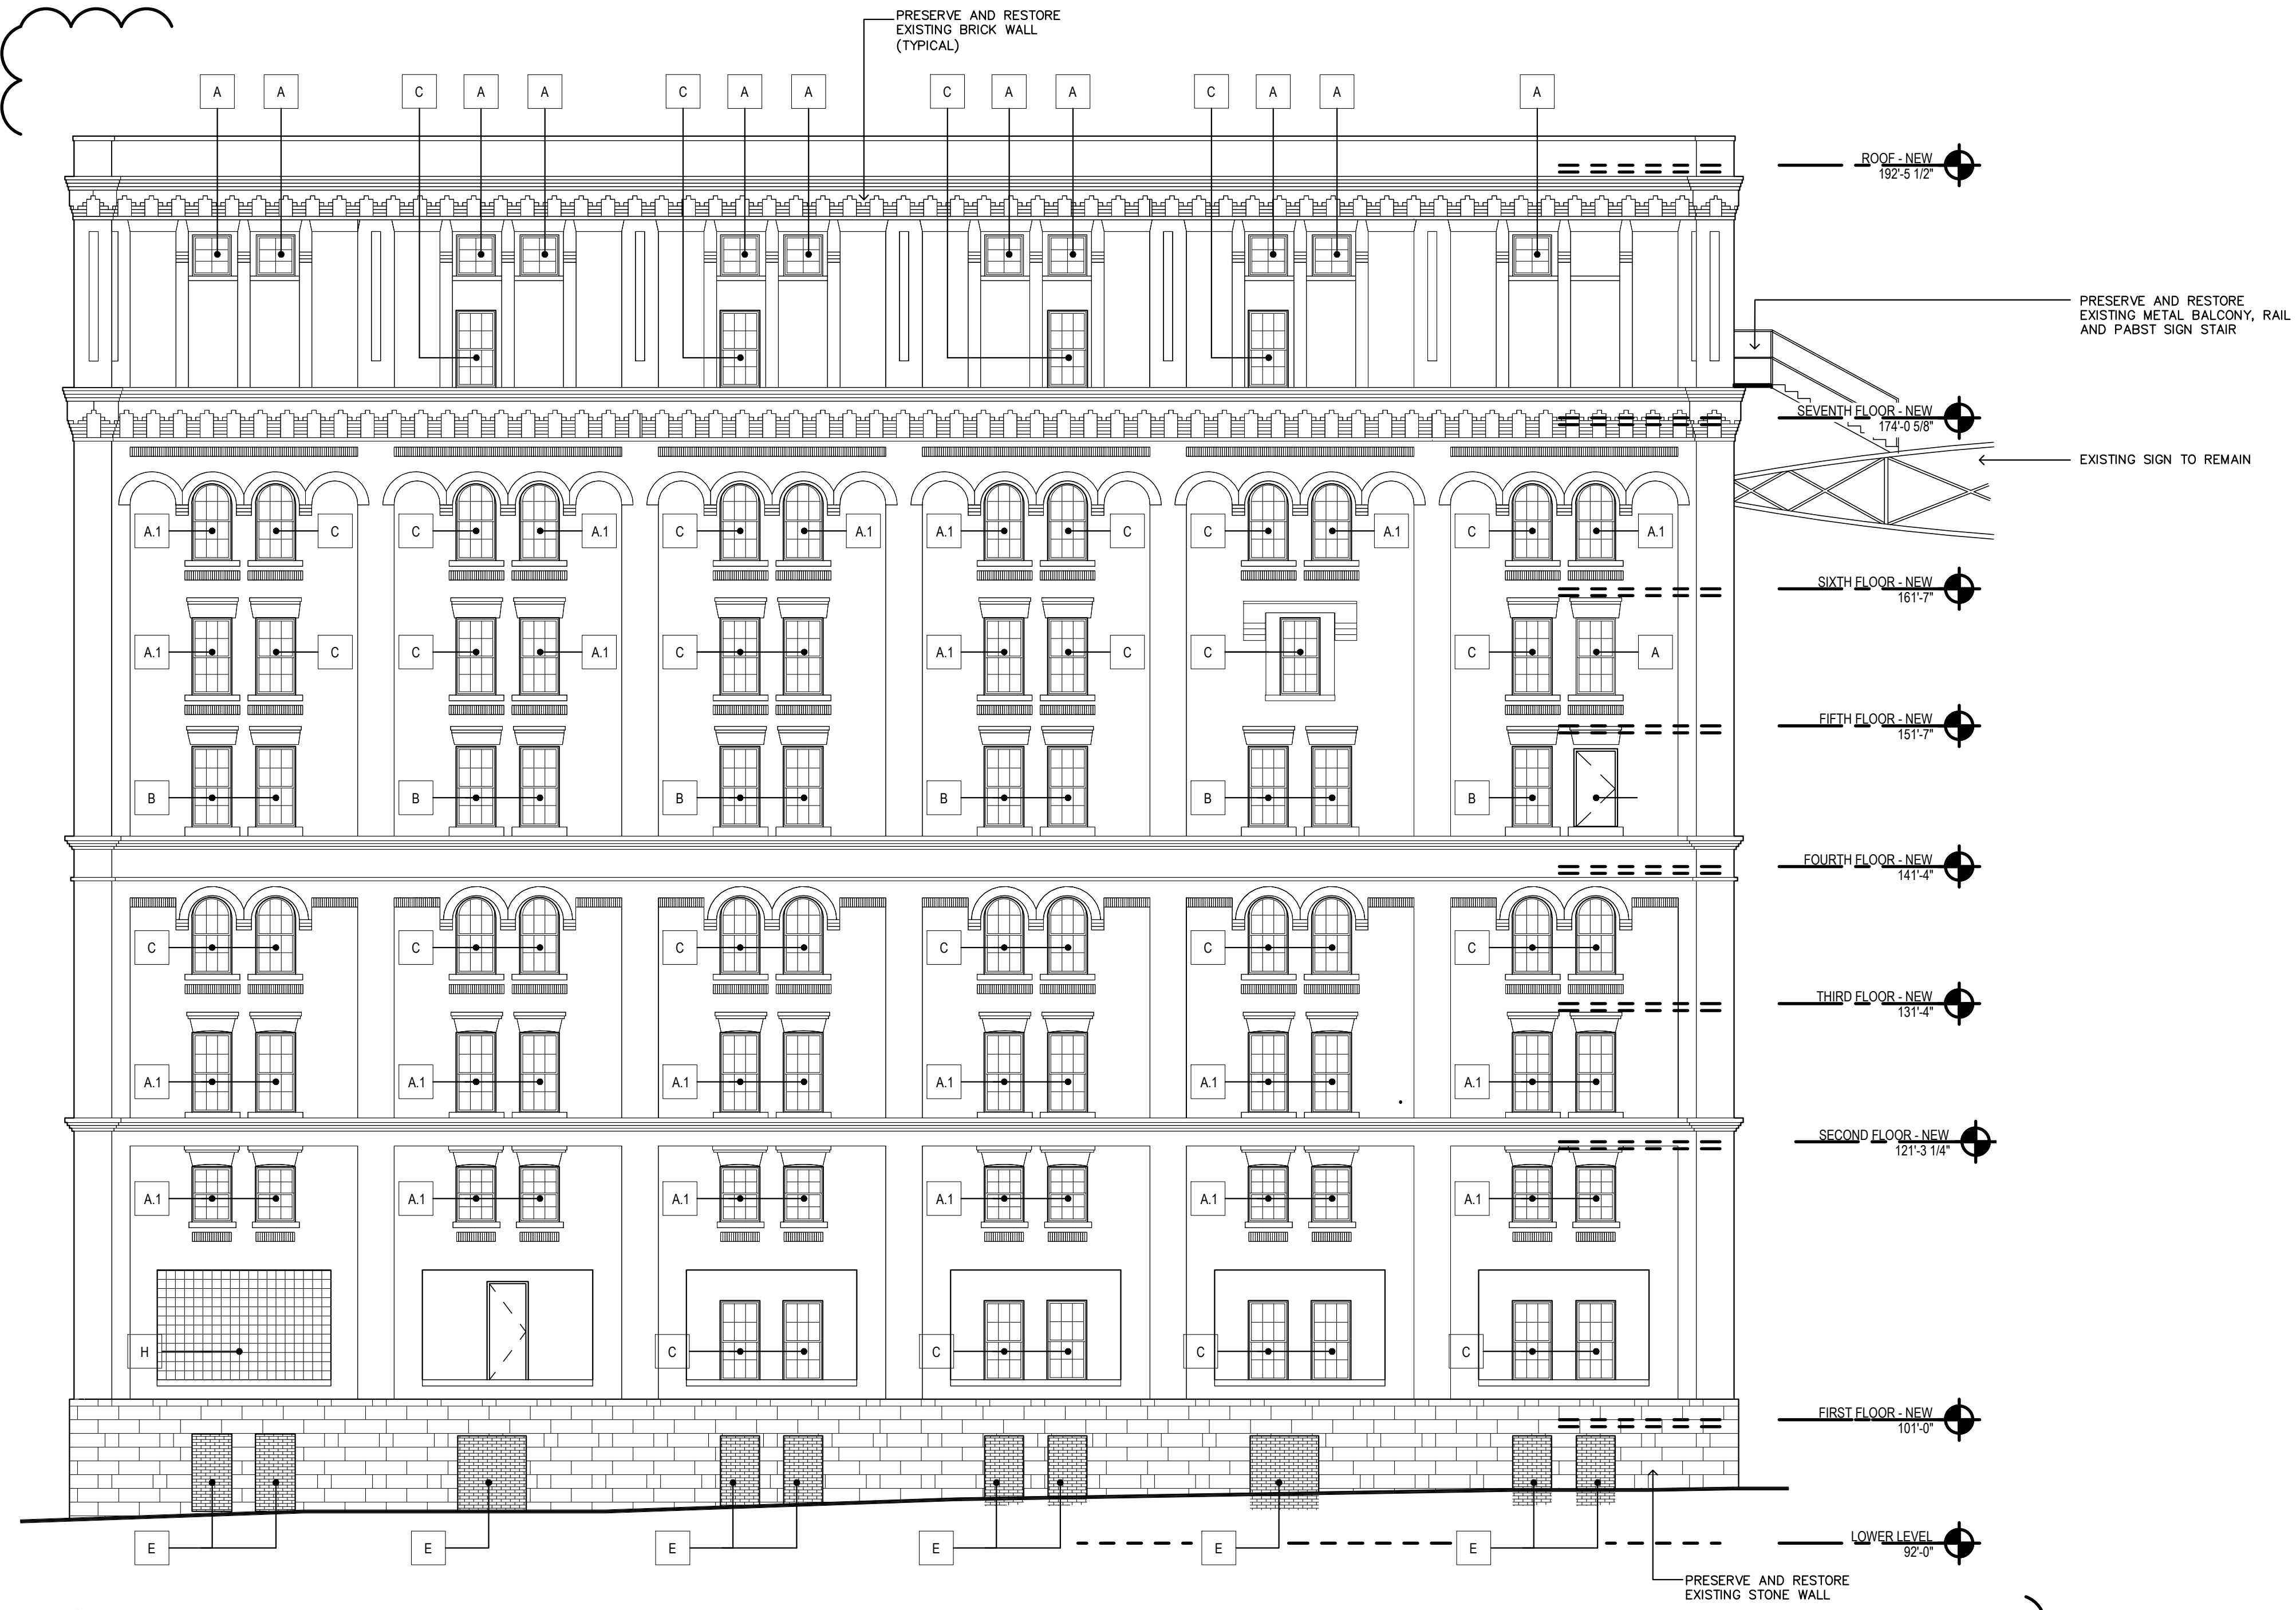 PRESERVE AND RESTORE
EXISTING BRICK WALL
(TYPICAL)
A A C A A C A A C A A C A A A
ROOF - NEW
192'-5 1/2"
PRESERVE AND RESTORE
EXISTING METAL BALCONY, RAIL
AND PABST SIGN STAIR
SEVENTH FLOOR - NEW
174'-0 5/8"
EXISTING SIGN TO REMAIN
A.1 C C A.1 C A.1 A.1 C C A.1 C A.1
SIXTH FLOOR - NEW
161'-7"
A.1 C C A.1 C A.1 C C C A
FIFTH FLOOR - NEW
151'-7"
B B B B B B
FOURTH FLOOR - NEW
141'-4"
C C C C C C
THIRD FLOOR - NEW
131'-4"
A.1 A.1 A.1 A.1 A.1 A.1
SECOND FLOOR - NEW
121'-3 1/4"
A.1 A.1 A.1 A.1 A.1 A.1
H C C C C
FIRST FLOOR - NEW
101'-0"
E E E E E E
LOWER LEVEL
92'-0"
PRESERVE AND RESTORE
EXISTING STONE WALL